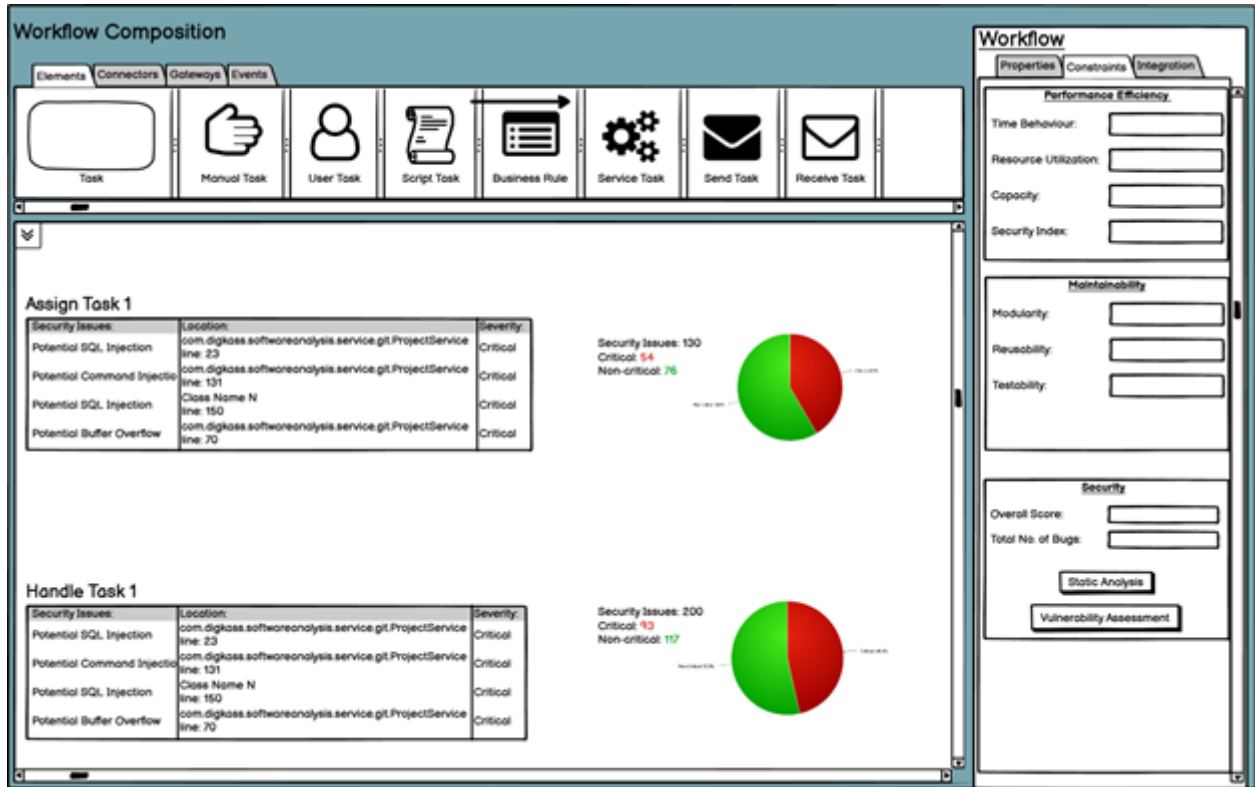 Workflow Composition
Elements Connectors Gateways Events
Task Manual Task User Task Script Task Business Rule Service Task Send Task Receive Task
Assign Task 1
Security Issues: Location: Severity:
Potential SQL Injection com.digkass.softwareanalysis.service.git.ProjectService line: 23 Critical
Potential Command Injectio com.digkass.softwareanalysis.service.git.ProjectService line: 131 Critical
Potential SQL Injection Class Name N line: 150 Critical
Potential Buffer Overflow com.digkass.softwareanalysis.service.git.ProjectService line: 70 Critical
Security Issues: 130
Critical: 54
Non-critical: 76
Handle Task 1
Security Issues: Location: Severity:
Potential SQL Injection com.digkass.softwareanalysis.service.git.ProjectService line: 23 Critical
Potential Command Injectio com.digkass.softwareanalysis.service.git.ProjectService line: 131 Critical
Potential SQL Injection Class Name N line: 150 Critical
Potential Buffer Overflow com.digkass.softwareanalysis.service.git.ProjectService line: 70 Critical
Security Issues: 200
Critical: 93
Non-critical: 117
Workflow
Properties Constraints Integration
Performance Efficiency
Time Behaviour:
Resource Utilization:
Capacity:
Security Index:
Maintainability
Modularity:
Reusability:
Testability:
Security
Overall Score:
Total No. of Bugs:
Static Analysis
Vulnerability Assessment